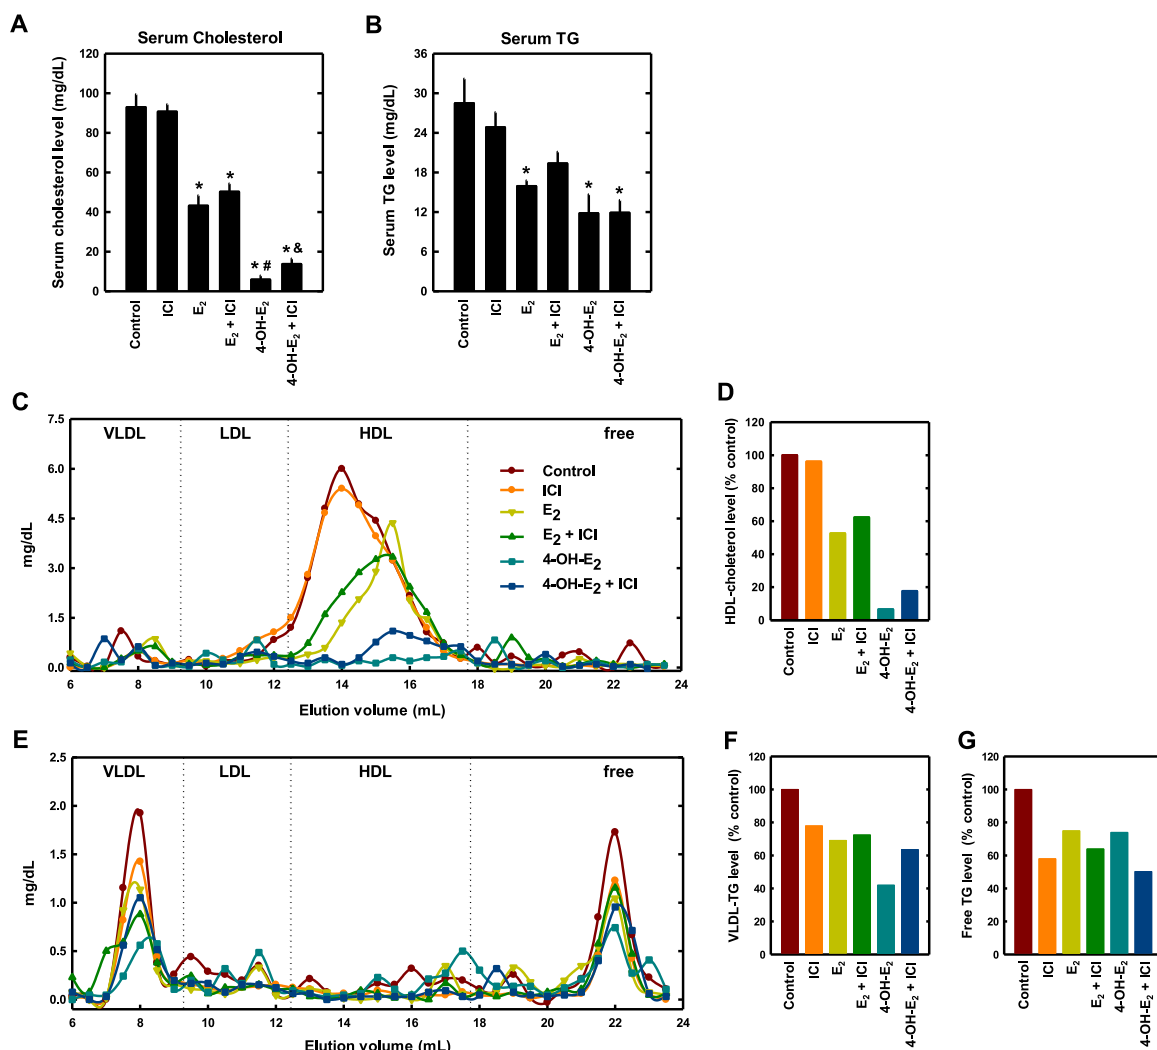 A
Serum Cholesterol
Serum cholesterol level (mg/dL)
120
100
80
60
40
20
0
*
*
* #
* &
Control
ICI
E2
E2 + ICI
4-OH-E2
4-OH-E2 + ICI
B
Serum TG
Serum TG level (mg/dL)
36
30
24
18
12
6
0
*
*
*
Control
ICI
E2
E2 + ICI
4-OH-E2
4-OH-E2 + ICI
C
mg/dL
7.5
6.0
4.5
3.0
1.5
0.0
VLDL
LDL
HDL
free
Control
ICI
E2
E2 + ICI
4-OH-E2
4-OH-E2 + ICI
6
8
10
12
14
16
18
20
22
24
Elution volume (mL)
D
HDL-choleterol level (% control)
120
100
80
60
40
20
0
Control
ICI
E2
E2 + ICI
4-OH-E2
4-OH-E2 + ICI
E
mg/dL
2.5
2.0
1.5
1.0
0.5
0.0
VLDL
LDL
HDL
free
6
8
10
12
14
16
18
20
22
24
Elution volume (mL)
F
VLDL-TG level (% control)
120
100
80
60
40
20
0
Control
ICI
E2
E2 + ICI
4-OH-E2
4-OH-E2 + ICI
G
Free TG level (% control)
120
100
80
60
40
20
0
Control
ICI
E2
E2 + ICI
4-OH-E2
4-OH-E2 + ICI